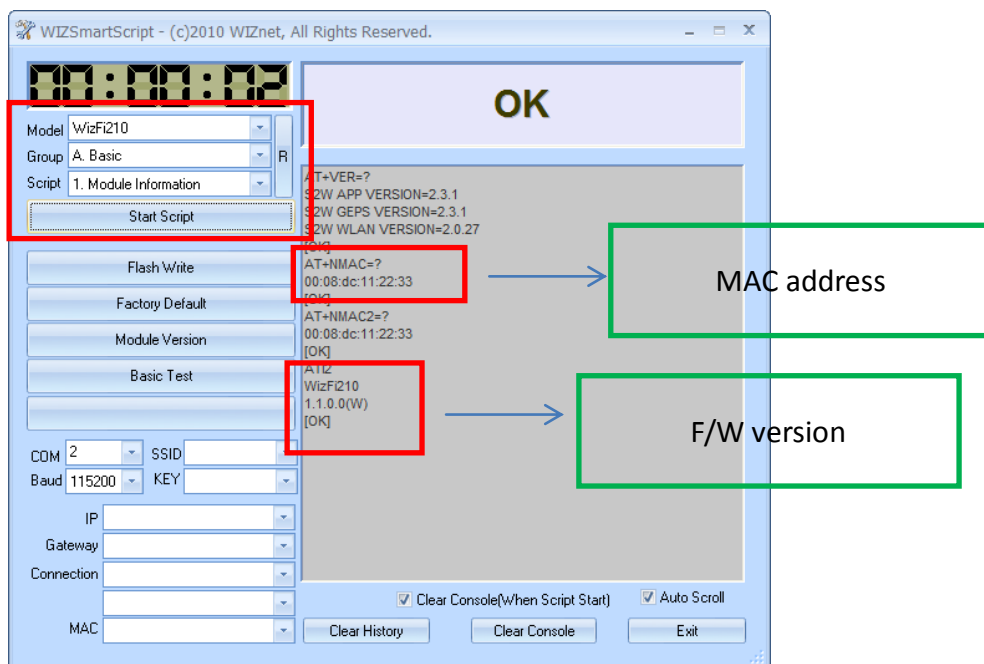 WIZSmartScript - (c)2010 WIZnet, All Rights Reserved.
00:00:02
OK
Model WizFi210
Group A. Basic
R
Script 1. Module Information
Start Script
Flash Write
Factory Default
Module Version
Basic Test
COM 2
SSID
Baud 115200
KEY
IP
Gateway
Connection
MAC
AT+VER=?
S2W APP VERSION=2.3.1
S2W GEPS VERSION=2.3.1
S2W WLAN VERSION=2.0.27
[OK]
AT+NMAC=?
00:08:dc:11:22:33
[OK]
AT+NMAC2=?
00:08:dc:11:22:33
[OK]
ATI2
WizFi210
1.1.0.0(W)
[OK]
MAC address
F/W version
Clear Console(When Script Start)
Auto Scroll
Clear History
Clear Console
Exit